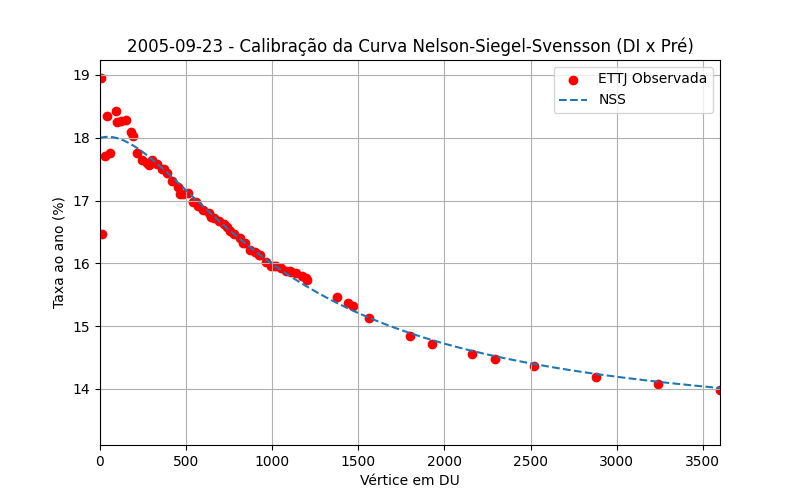 2005-09-23 - Calibração da Curva Nelson-Siegel-Svensson (DI x Pré)
ETTJ Observada
NSS
Taxa ao ano (%)
19
18
17
16
15
14
0 500 1000 1500 2000 2500 3000 3500
Vértice em DU